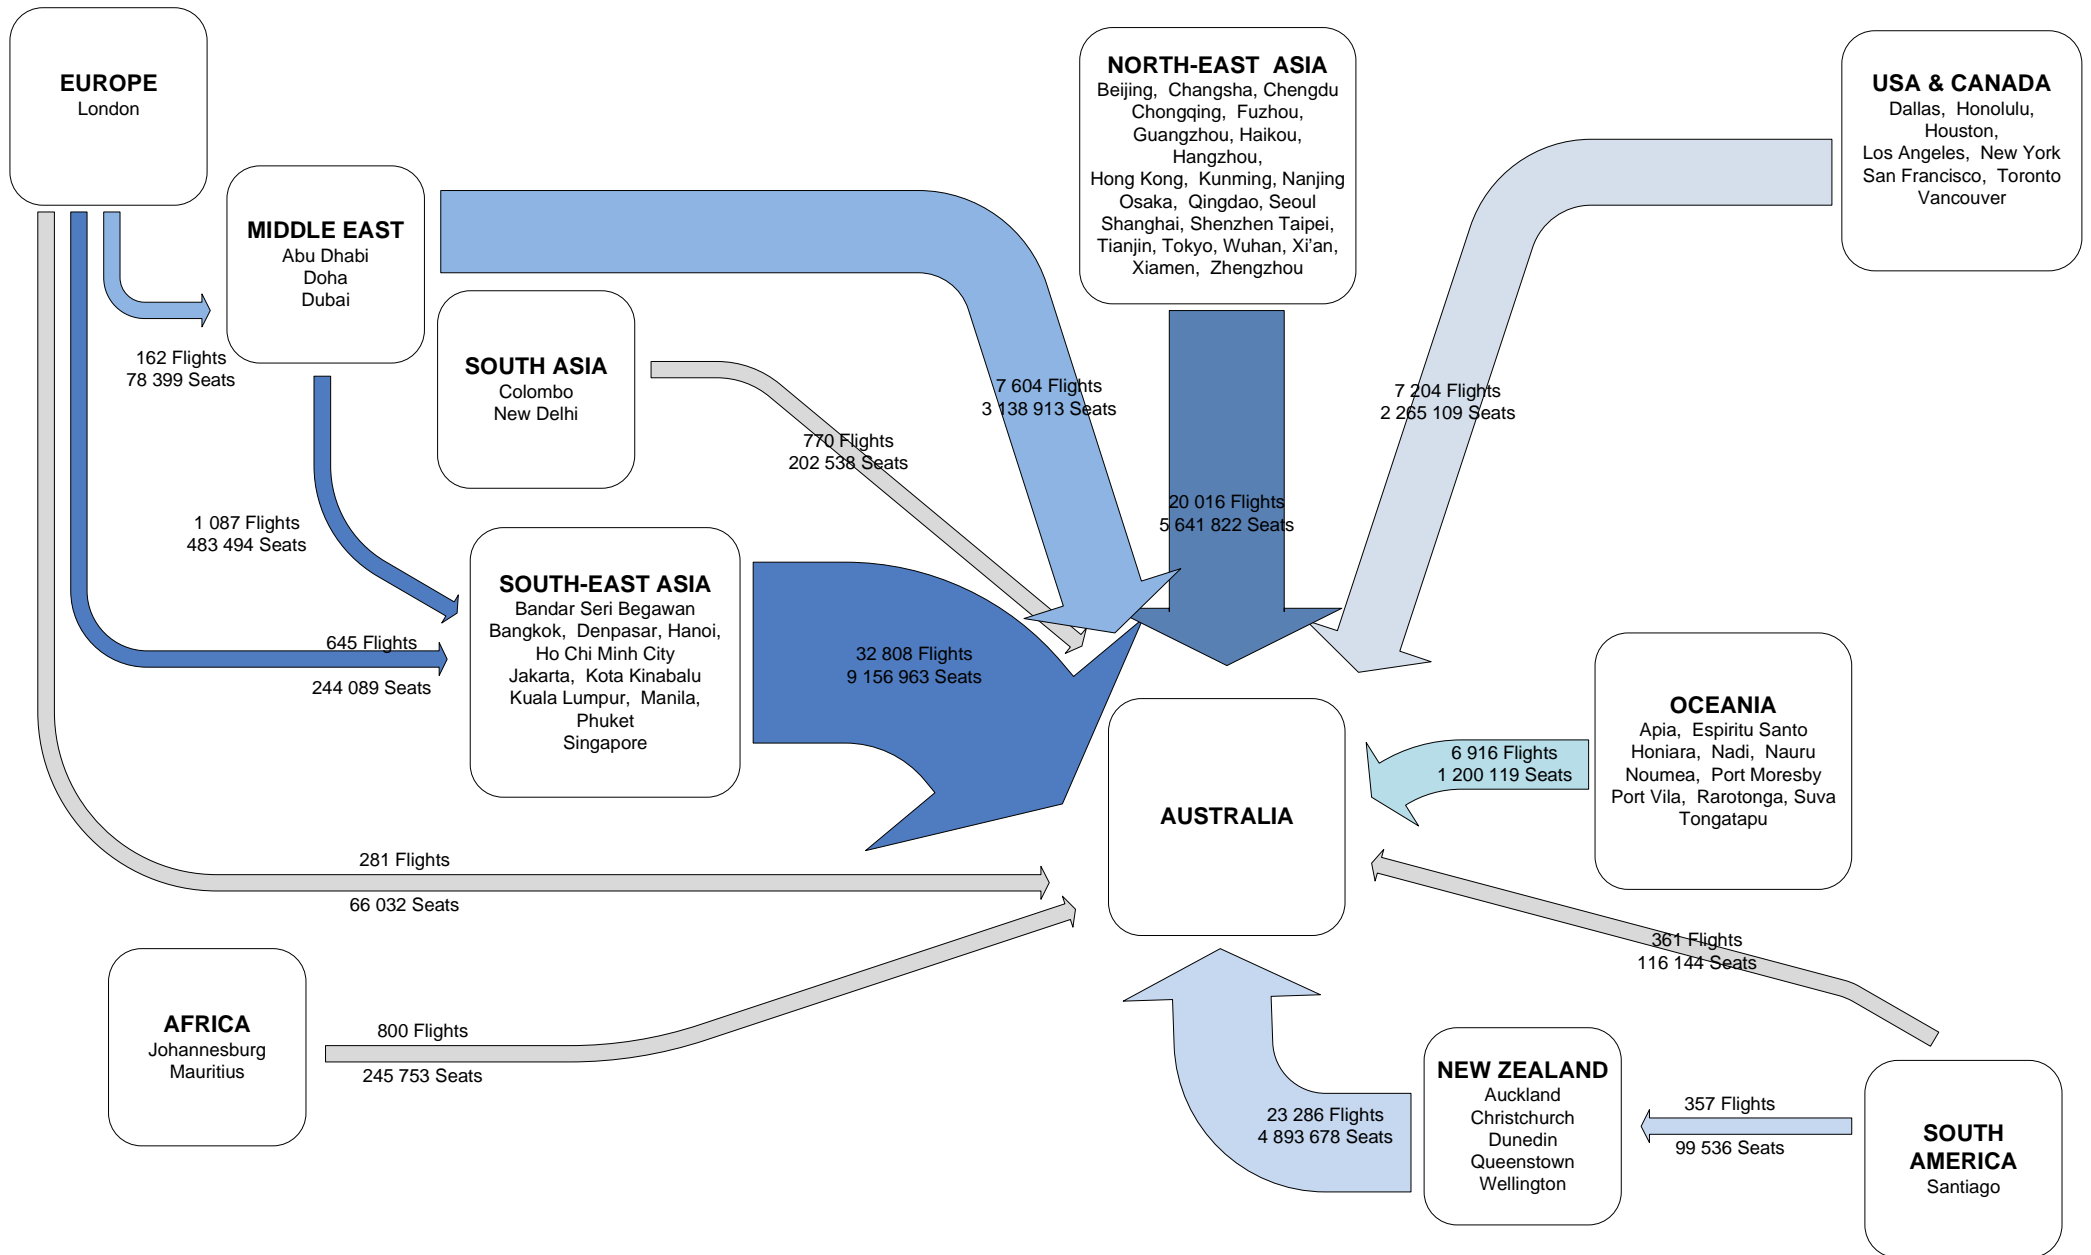 EUROPE
London
MIDDLE EAST
Abu Dhabi
Doha
Dubai
NORTH-EAST  ASIA
Beijing,  Changsha, Chengdu
Chongqing,  Fuzhou,
Guangzhou, Haikou,
Hangzhou,
Hong Kong,  Kunming, Nanjing
Osaka,  Qingdao, Seoul
Shanghai, Shenzhen Taipei,
Tianjin, Tokyo, Wuhan, Xi'an,
Xiamen,  Zhengzhou
USA & CANADA
Dallas,  Honolulu,
Houston,
Los Angeles,  New York
San Francisco,  Toronto
Vancouver
162 Flights
78 399 Seats
SOUTH ASIA
Colombo
New Delhi
7 604 Flights
3 138 913 Seats
7 204 Flights
2 265 109 Seats
770 Flights
202 538 Seats
20 016 Flights
5 641 822 Seats
1 087 Flights
483 494 Seats
SOUTH-EAST ASIA
Bandar Seri Begawan
Bangkok,  Denpasar, Hanoi,
Ho Chi Minh City
Jakarta,  Kota Kinabalu
Kuala Lumpur,  Manila,
Phuket
Singapore
645 Flights
244 089 Seats
32 808 Flights
9 156 963 Seats
OCEANIA
Apia,  Espiritu Santo
Honiara,  Nadi,  Nauru
Noumea,  Port Moresby
Port Vila,  Rarotonga, Suva
Tongatapu
6 916 Flights
1 200 119 Seats
AUSTRALIA
281 Flights
66 032 Seats
361 Flights
116 144 Seats
AFRICA
Johannesburg
Mauritius
800 Flights
245 753 Seats
NEW ZEALAND
Auckland
Christchurch
Dunedin
Queenstown
Wellington
23 286 Flights
4 893 678 Seats
357 Flights
99 536 Seats
SOUTH
AMERICA
Santiago